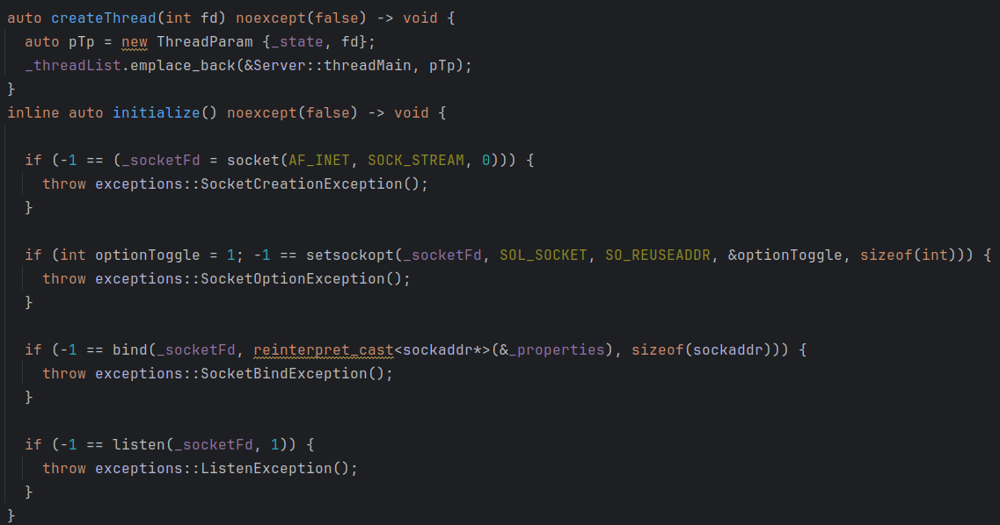 auto createThread(int fd) noexcept(false) -> void {
  auto pTp = new ThreadParam {_state, fd};
  _threadList.emplace_back(&Server::threadMain, pTp);
}
inline auto initialize() noexcept(false) -> void {

  if (-1 == (_socketFd = socket(AF_INET, SOCK_STREAM, 0))) {
    throw exceptions::SocketCreationException();
  }

  if (int optionToggle = 1; -1 == setsockopt(_socketFd, SOL_SOCKET, SO_REUSEADDR, &optionToggle, sizeof(int))) {
    throw exceptions::SocketOptionException();
  }

  if (-1 == bind(_socketFd, reinterpret_cast<sockaddr*>(&_properties), sizeof(sockaddr))) {
    throw exceptions::SocketBindException();
  }

  if (-1 == listen(_socketFd, 1)) {
    throw exceptions::ListenException();
  }
}